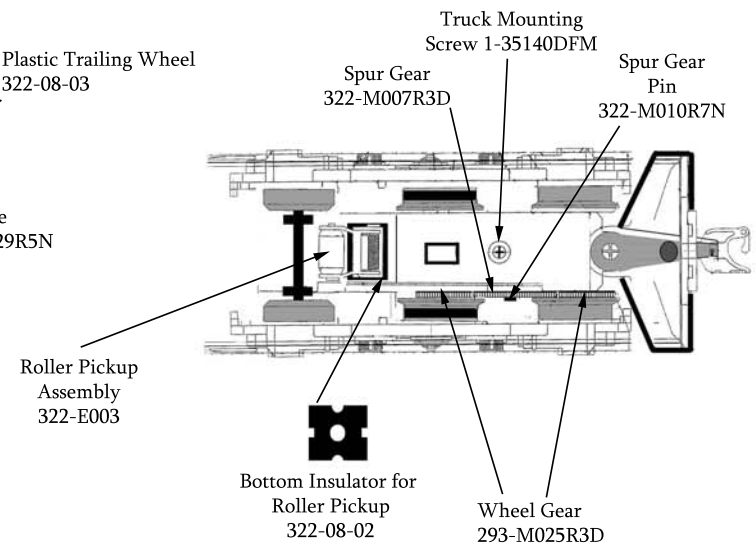 Truck Mounting
Screw 1-35140DFM
Plastic Trailing Wheel
322-08-03
Spur Gear
322-M007R3D
Spur Gear
Pin
322-M010R7N
29R5N
Roller Pickup
Assembly
322-E003
Bottom Insulator for
Roller Pickup
322-08-02
Wheel Gear
293-M025R3D